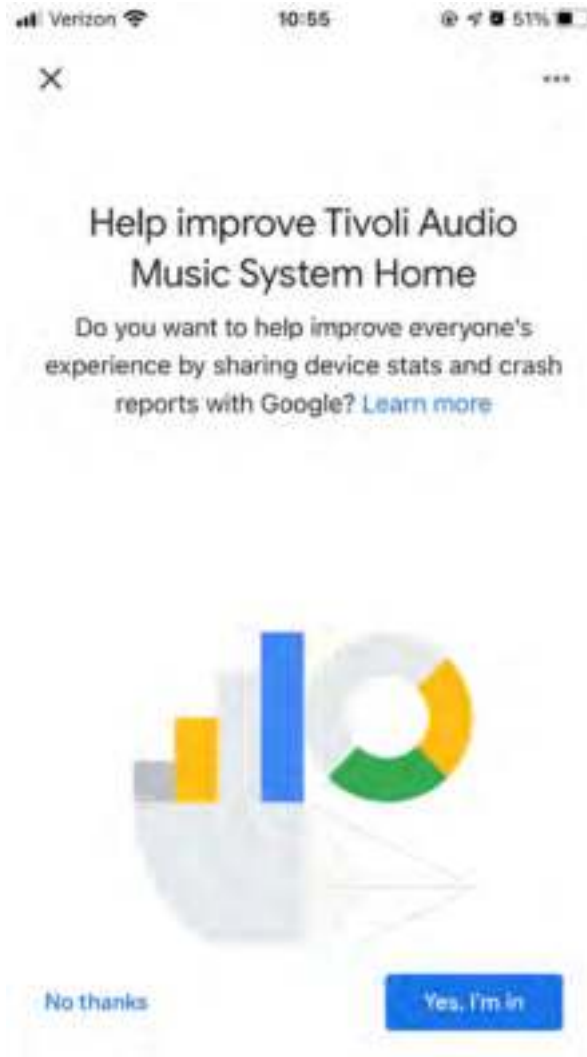 Verizon 10:55 51%
Help improve Tivoli Audio
Music System Home
Do you want to help improve everyone's
experience by sharing device stats and crash
reports with Google? Learn more
No thanks
Yes, I'm in